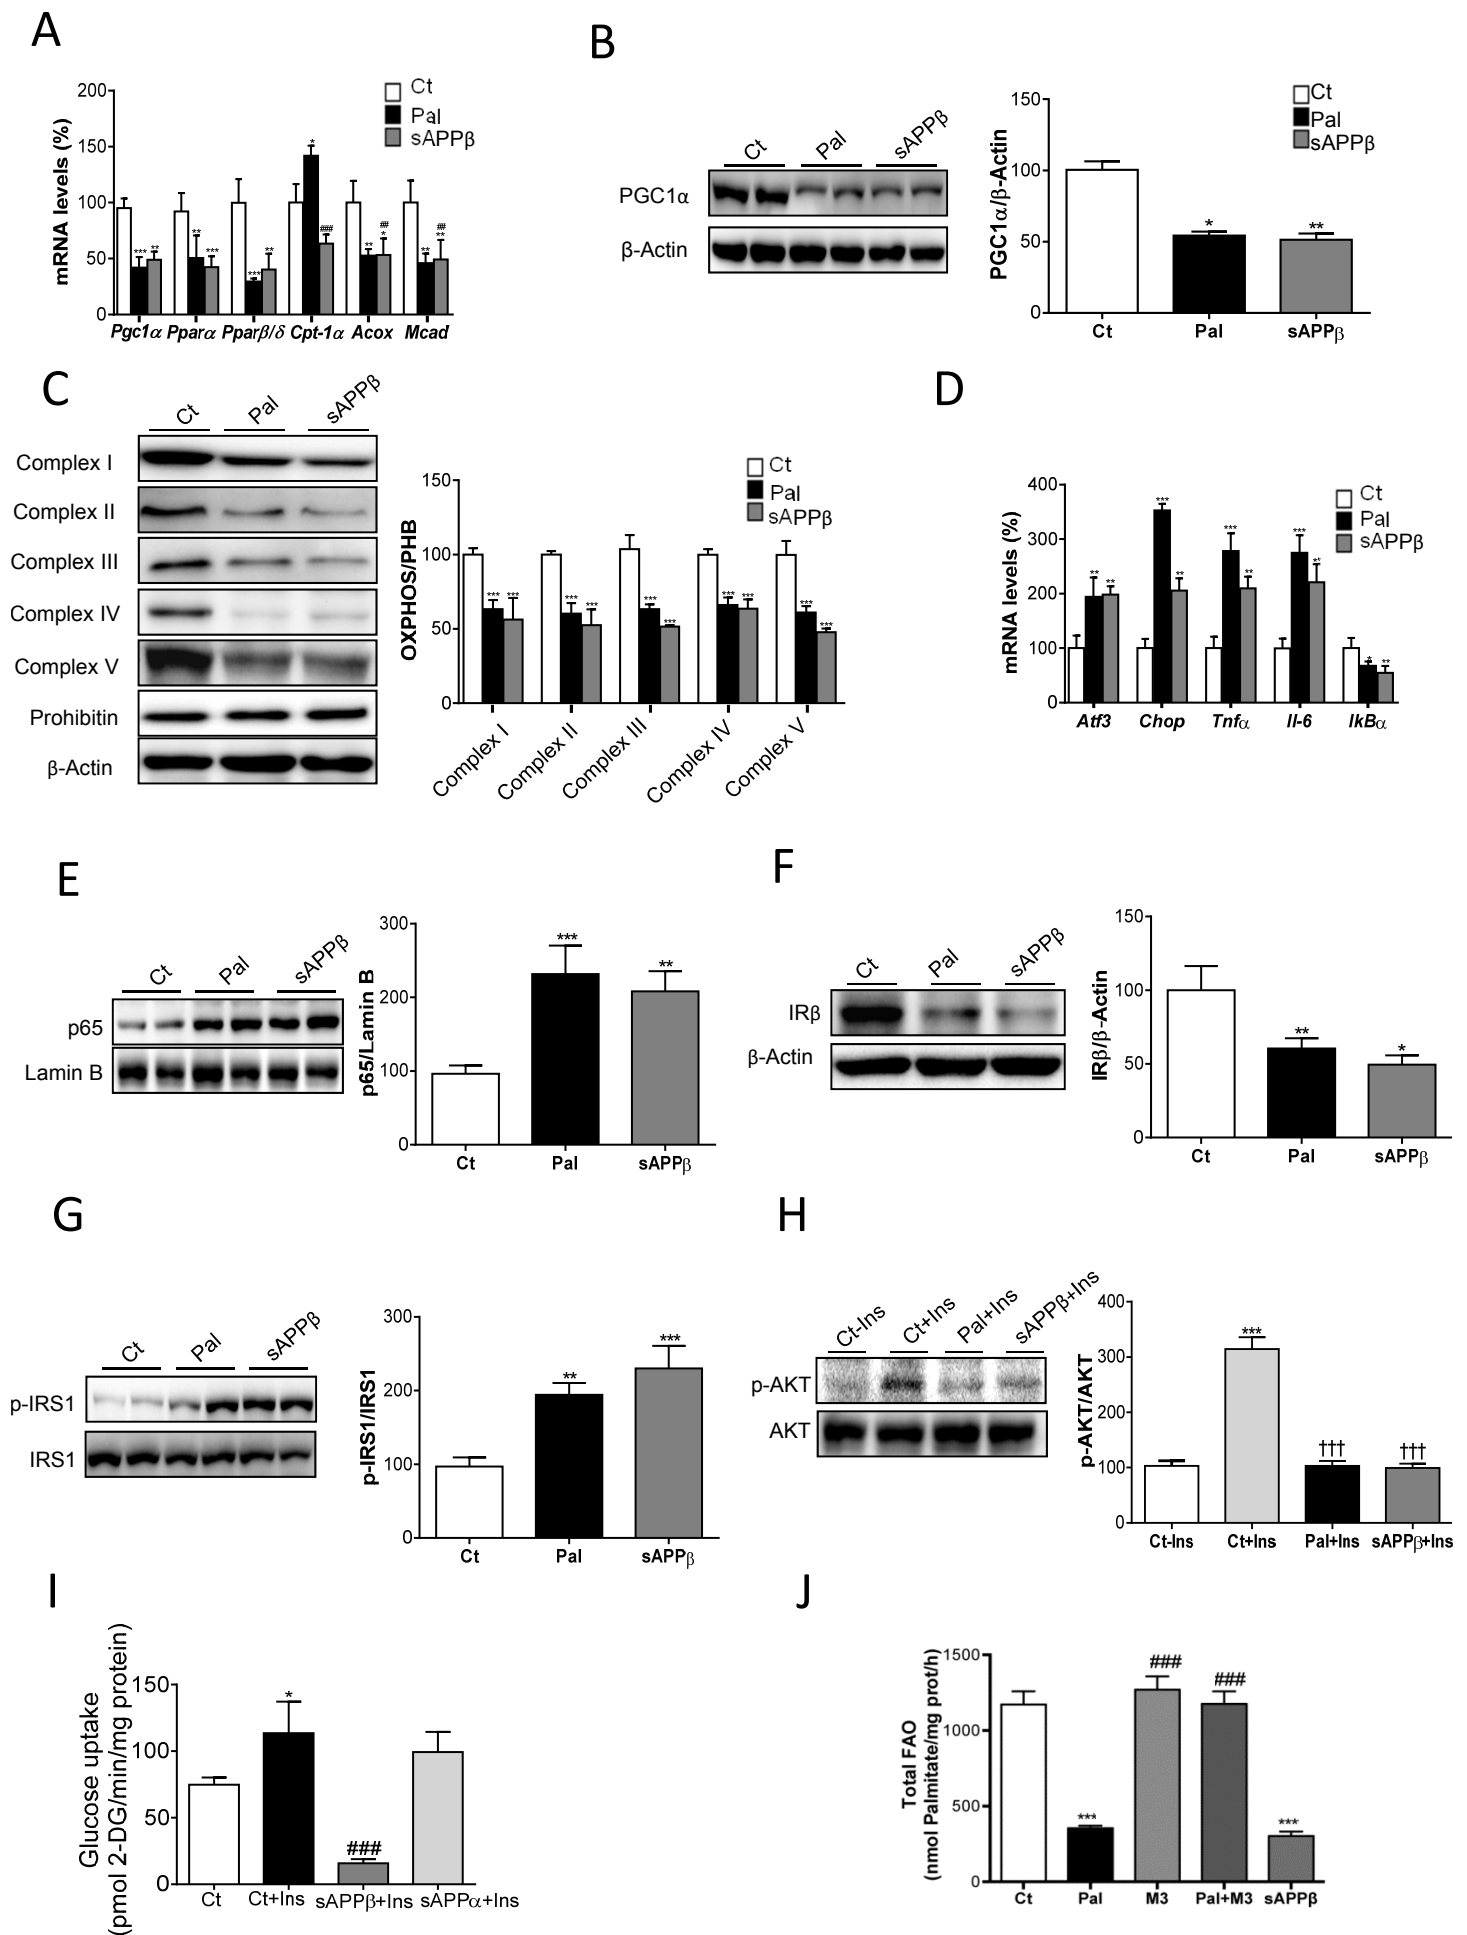 A
mRNA levels (%)
200
150
100
50
0
Ct
Pal
sAPPβ
*** ** ** *** *** ** * ### ** ## * ** ## **
Pgc1α Pparα Pparβ/δ Cpt-1α Acox Mcad
B
Ct Pal sAPPβ
PGC1α
β-Actin
PGC1α/β-Actin
150
100
50
0
Ct
Pal
sAPPβ
* **
Ct Pal sAPPβ
C
Ct Pal sAPPβ
Complex I
Complex II
Complex III
Complex IV
Complex V
Prohibitin
β-Actin
OXPHOS/PHB
150
100
50
0
Ct
Pal
sAPPβ
*** *** *** *** *** *** *** *** *** ***
Complex I Complex II Complex III Complex IV Complex V
D
mRNA levels (%)
400
300
200
100
0
Ct
Pal
sAPPβ
** ** *** ** *** ** *** ** * **
Atf3 Chop Tnfα Il-6 IkBα
E
Ct Pal sAPPβ
p65
Lamin B
p65/Lamin B
300
200
100
0
*** **
Ct Pal sAPPβ
F
Ct Pal sAPPβ
IRβ
β-Actin
IRβ/β-Actin
150
100
50
0
** *
Ct Pal sAPPβ
G
Ct Pal sAPPβ
p-IRS1
IRS1
p-IRS1/IRS1
300
200
100
0
** ***
Ct Pal sAPPβ
H
Ct-Ins Ct+Ins Pal+Ins sAPPβ+Ins
p-AKT
AKT
p-AKT/AKT
400
300
200
100
0
*** ††† †††
Ct-Ins Ct+Ins Pal+Ins sAPPβ+Ins
I
Glucose uptake
(pmol 2-DG/min/mg protein)
150
100
50
0
* ###
Ct Ct+Ins sAPPβ+Ins sAPPα+Ins
J
Total FAO
(nmol Palmitate/mg prot/h)
1500
1000
500
0
*** ### ### ***
Ct Pal M3 Pal+M3 sAPPβ